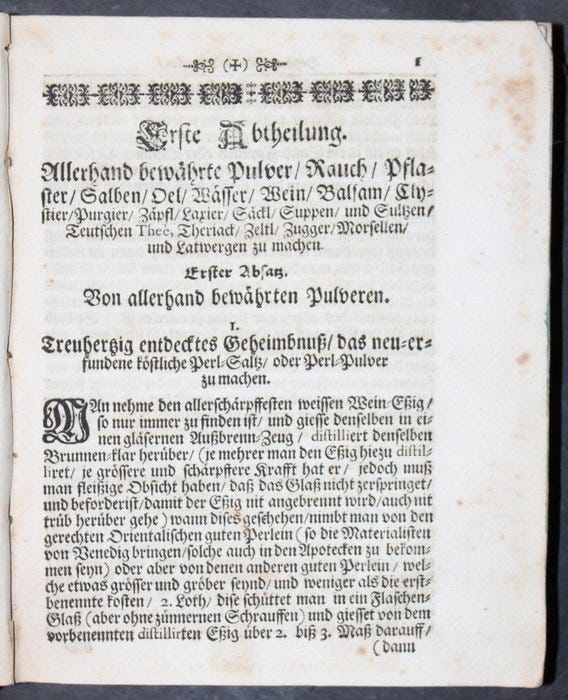 (✢) 1
Erste Abtheilung.
Allerhand bewährte Pulver/ Rauch/ Pfla-
ster/ Salben/ Oel/ Wässer/ Wein/ Balsam/ Cly-
stier/ Purgier/ Zäpfl/ Laxier/ Säckl/ Suppen/ und Sultzen/
Teutschen Theè, Theriack/ Zeltl/ Zugger/ Morsellen/
und Latwergen zu machen.
Erster Absatz.
Von allerhand bewährten Pulveren.
I.
Treuhertzig entdecktes Geheimbnuß/ das neu-er-
fundene köstliche Perl-Saltz/ oder Perl-Pulver
zu machen.
MAn nehme den allerschärpffesten weissen Wein-Eßig/
so nur immer zu finden ist/ und giesse denselben in ei-
nen gläsernen Außbrenn-Zeug/ distilliert denselben
Brunnen-klar herüber/ (je mehrer man den Eßig hiezu distil-
liret/ je grössere und schärpffere Krafft hat er/ jedoch muß
man fleißige Obsicht haben/ daß das Glaß nicht zerspringet/
und beforderist/ damit der Eßig nit angebrennt wird/ auch nit
trüb herüber gehe) wann dises geschehen/ nimbt man von den
gerechten Orientalischen guten Perlein (so die Materialisten
von Venedig bringen/ solche auch in den Apotecken zu bekom-
men seyn) oder aber von denen anderen guten Perlein/ wel-
che etwas grösser und gröber seynd/ und weniger als die erst-
benennte kosten/ 2. Loth/ dise schüttet man in ein Flaschen-
Glaß (aber ohne zünnernen Schrauffen) und giesset von dem
vorbenennten distillirten Eßig über 2. biß 3. Maß darauff/
(dann